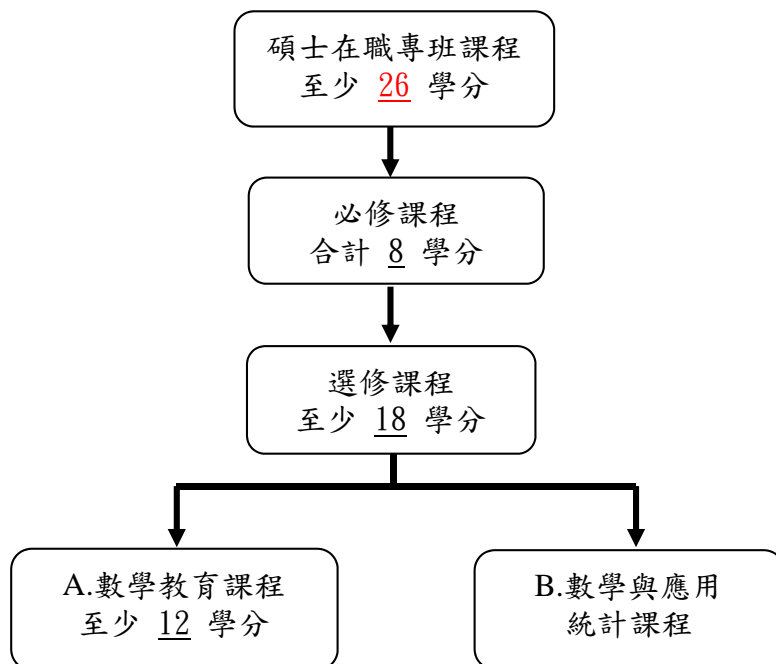 碩士在職專班課程
至少 26 學分
必修課程
合計 8 學分
選修課程
至少 18 學分
A.數學教育課程
至少 12 學分
B.數學與應用
統計課程